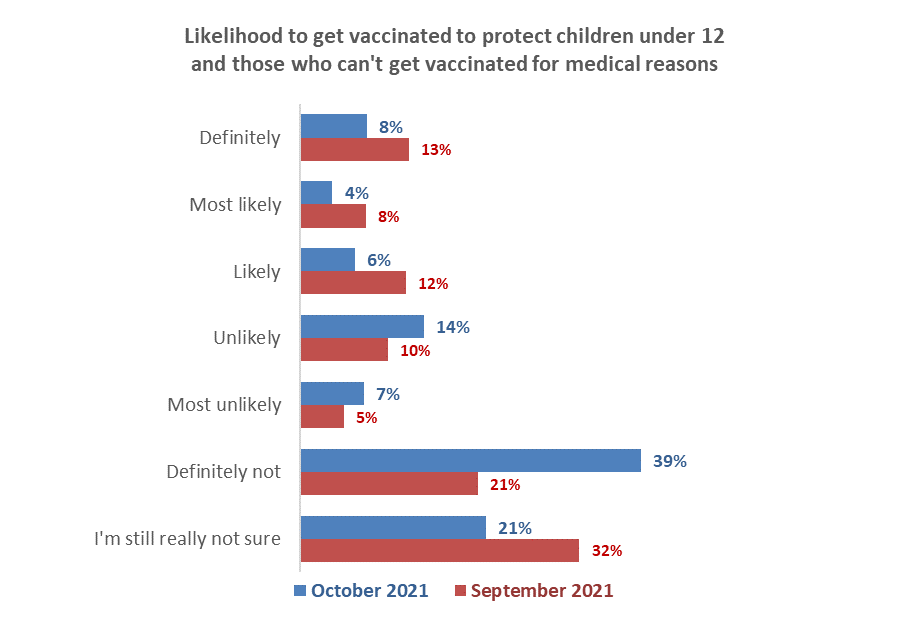 Likelihood to get vaccinated to protect children under 12
and those who can't get vaccinated for medical reasons
Definitely
8%
13%
Most likely
4%
8%
Likely
6%
12%
Unlikely
14%
10%
Most unlikely
7%
5%
Definitely not
39%
21%
I'm still really not sure
21%
32%
October 2021 September 2021